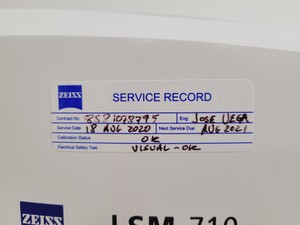 ZEISS SERVICE RECORD
Contract No. Eng JOSE VEGA
Service Date 18 AUG 2020 Next Service Due AUG 2021
Calibration Status OK
Electrical Safety Test VISUAL - OK
ZEISS LSM 710